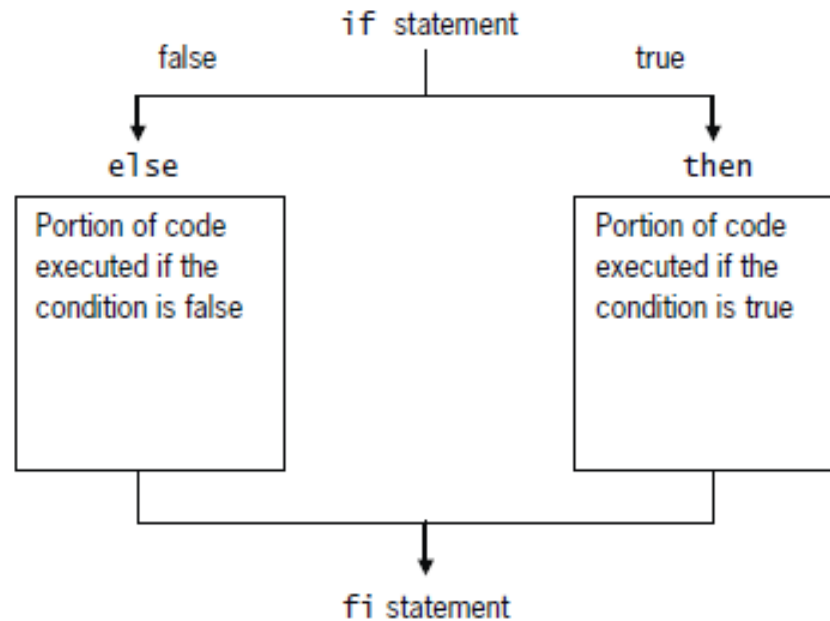 if statement
false
true
else
then
Portion of code
executed if the
condition is false
Portion of code
executed if the
condition is true
fi statement